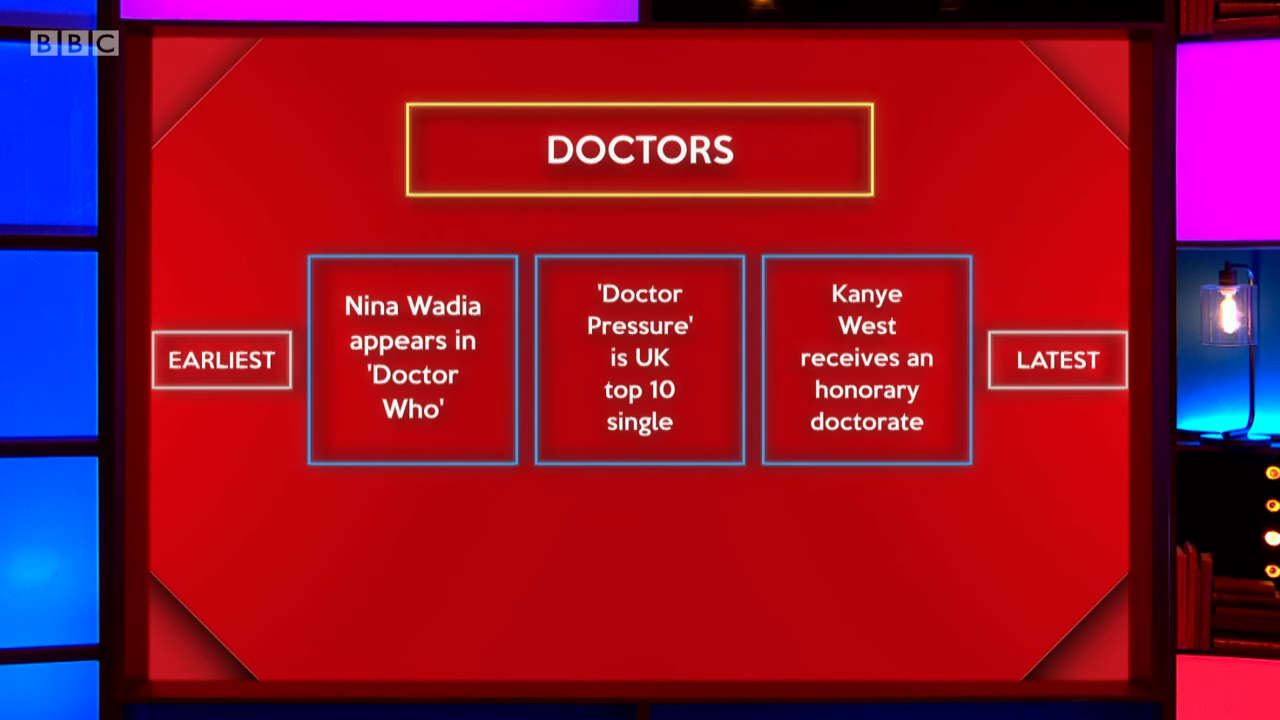 BBC
DOCTORS
EARLIEST
Nina Wadia
appears in
'Doctor
Who'
'Doctor
Pressure'
is UK
top 10
single
Kanye
West
receives an
honorary
doctorate
LATEST